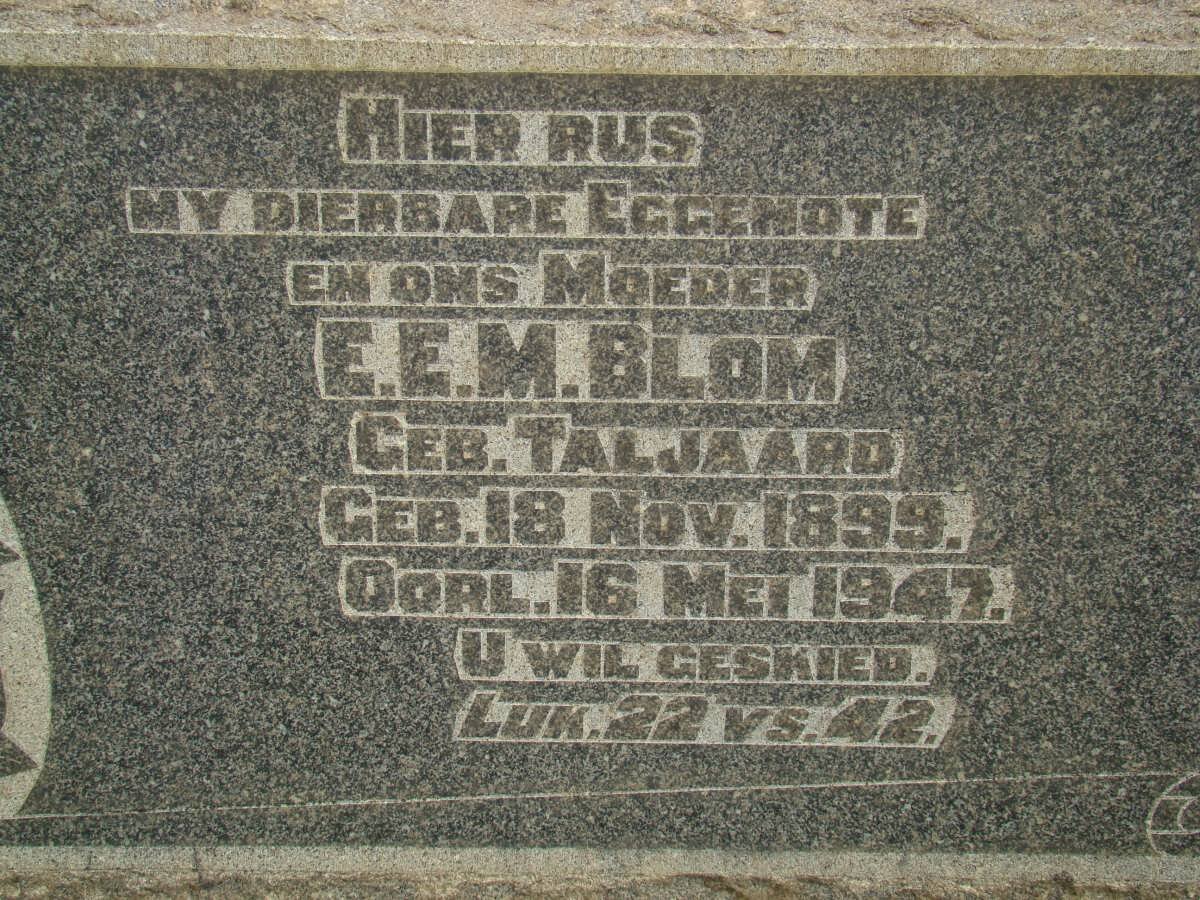 HIER RUS
MY DIERBARE EGGENOTE
EN ONS MOEDER
E.E.M. BLOM
GEB. TALJAARD
GEB. 18 NOV. 1899.
OORL. 16 MEI 1947.
U WIL GESKIED.
LUK. 22 VS. 42.